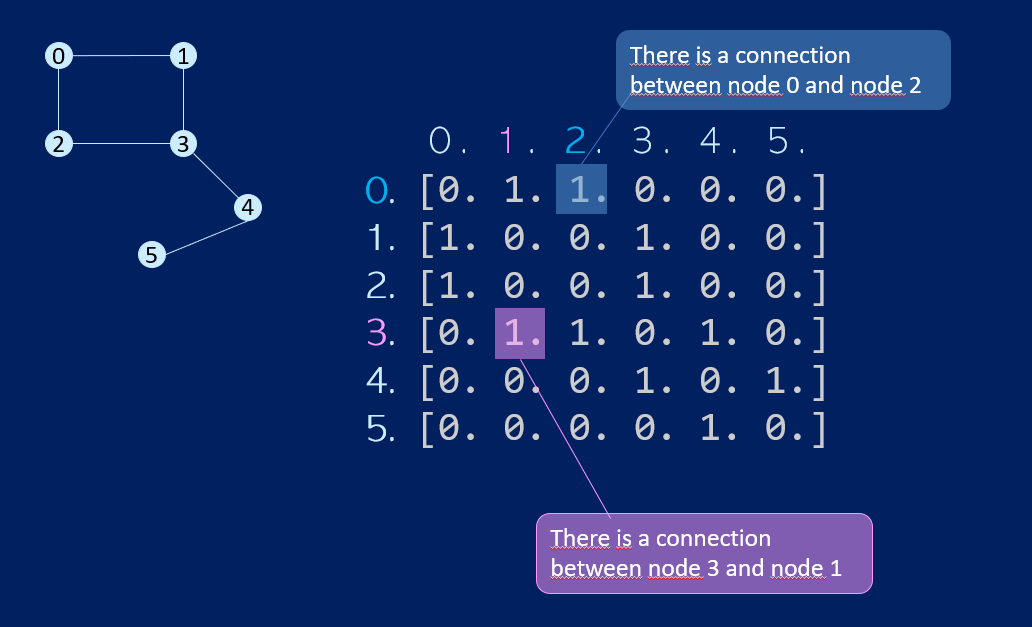 0 1
2 3
4
5
There is a connection
between node 0 and node 2
0. 1. 2. 3. 4. 5.
0. [0. 1. 1. 0. 0. 0.]
1. [1. 0. 0. 1. 0. 0.]
2. [1. 0. 0. 1. 0. 0.]
3. [0. 1. 1. 0. 1. 0.]
4. [0. 0. 0. 1. 0. 1.]
5. [0. 0. 0. 0. 1. 0.]
There is a connection
between node 3 and node 1